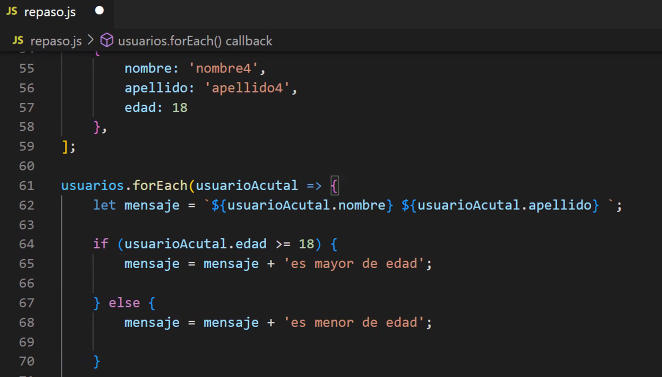 JS repaso.js
JS repaso.js > usuarios.forEach() callback
55 nombre: 'nombre4',
56 apellido: 'apellido4',
57 edad: 18
58 },
59 ];
60
61 usuarios.forEach(usuarioAcutal => {
62 let mensaje = `${usuarioAcutal.nombre} ${usuarioAcutal.apellido} `;
63
64 if (usuarioAcutal.edad >= 18) {
65 mensaje = mensaje + 'es mayor de edad';
66
67 } else {
68 mensaje = mensaje + 'es menor de edad';
69
70 }